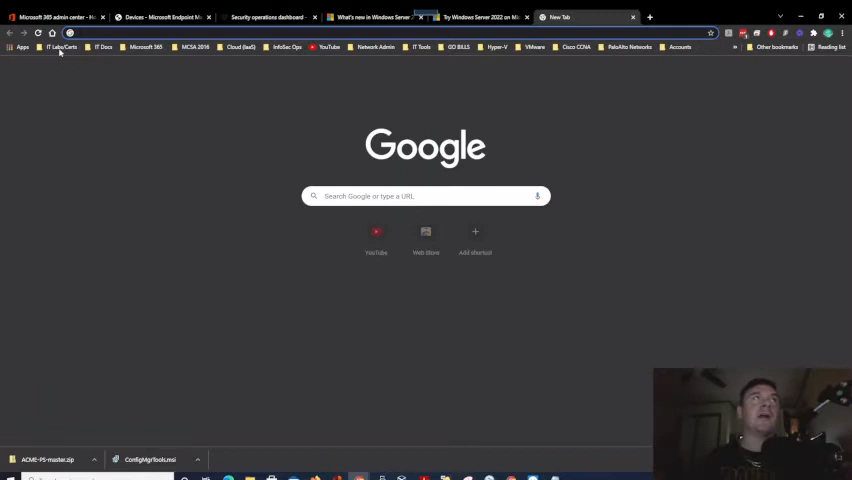 Microsoft 365 admin center - Ho
Devices - Microsoft Endpoint M
Security operations dashboard -
What's new in Windows Server
Try Windows Server 2022 on M
New Tab
Apps
IT Labs/Certs
IT Docs
Microsoft 365
MCSA 2016
Cloud (IaaS)
InfoSec Ops
YouTube
Network Admin
IT Tools
GO BILLS
Hyper-V
VMware
Cisco CCNA
PaloAlto Networks
Accounts
»
Other bookmarks
Reading list
Google
Search Google or type a URL
YouTube
Web Store
Add shortcut
ACME-PS-master.zip
ConfigMgrTools.msi